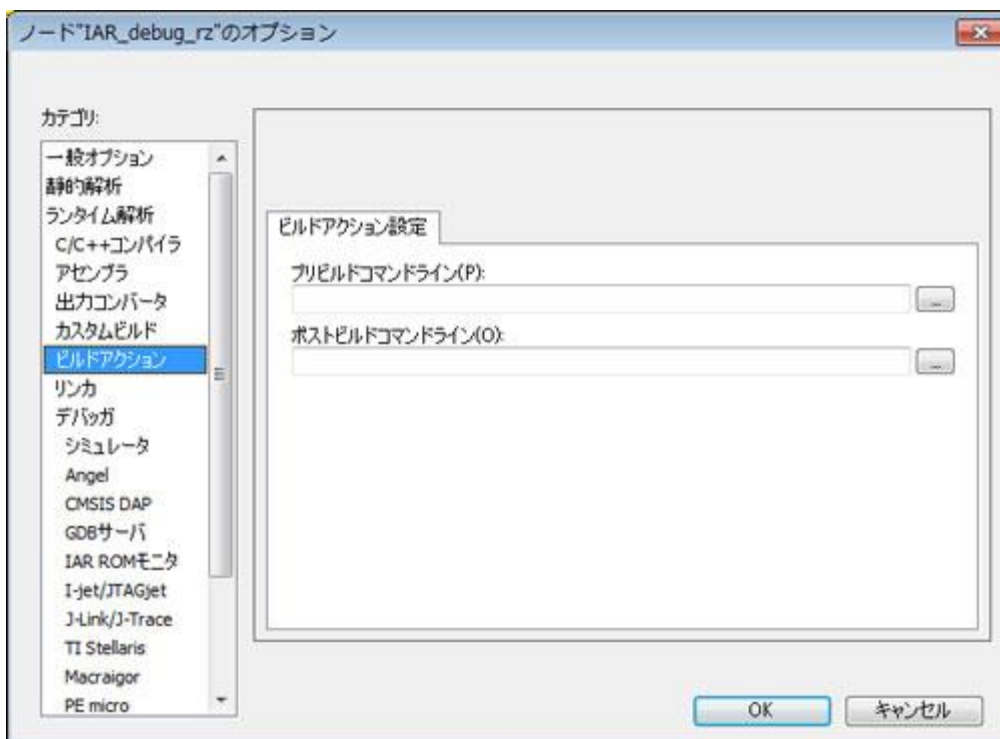 ノード"IAR_debug_rz"のオプション
カテゴリ:
一般オプション
静的解析
ランタイム解析
C/C++コンパイラ
アセンブラ
出力コンバータ
カスタムビルド
ビルドアクション
リンカ
デバッガ
シミュレータ
Angel
CMSIS DAP
GDBサーバ
IAR ROMモニタ
I-jet/JTAGjet
J-Link/J-Trace
TI Stellaris
Macraigor
PE micro
ビルドアクション設定
プリビルドコマンドライン(P):
...
ポストビルドコマンドライン(O):
...
OK
キャンセル